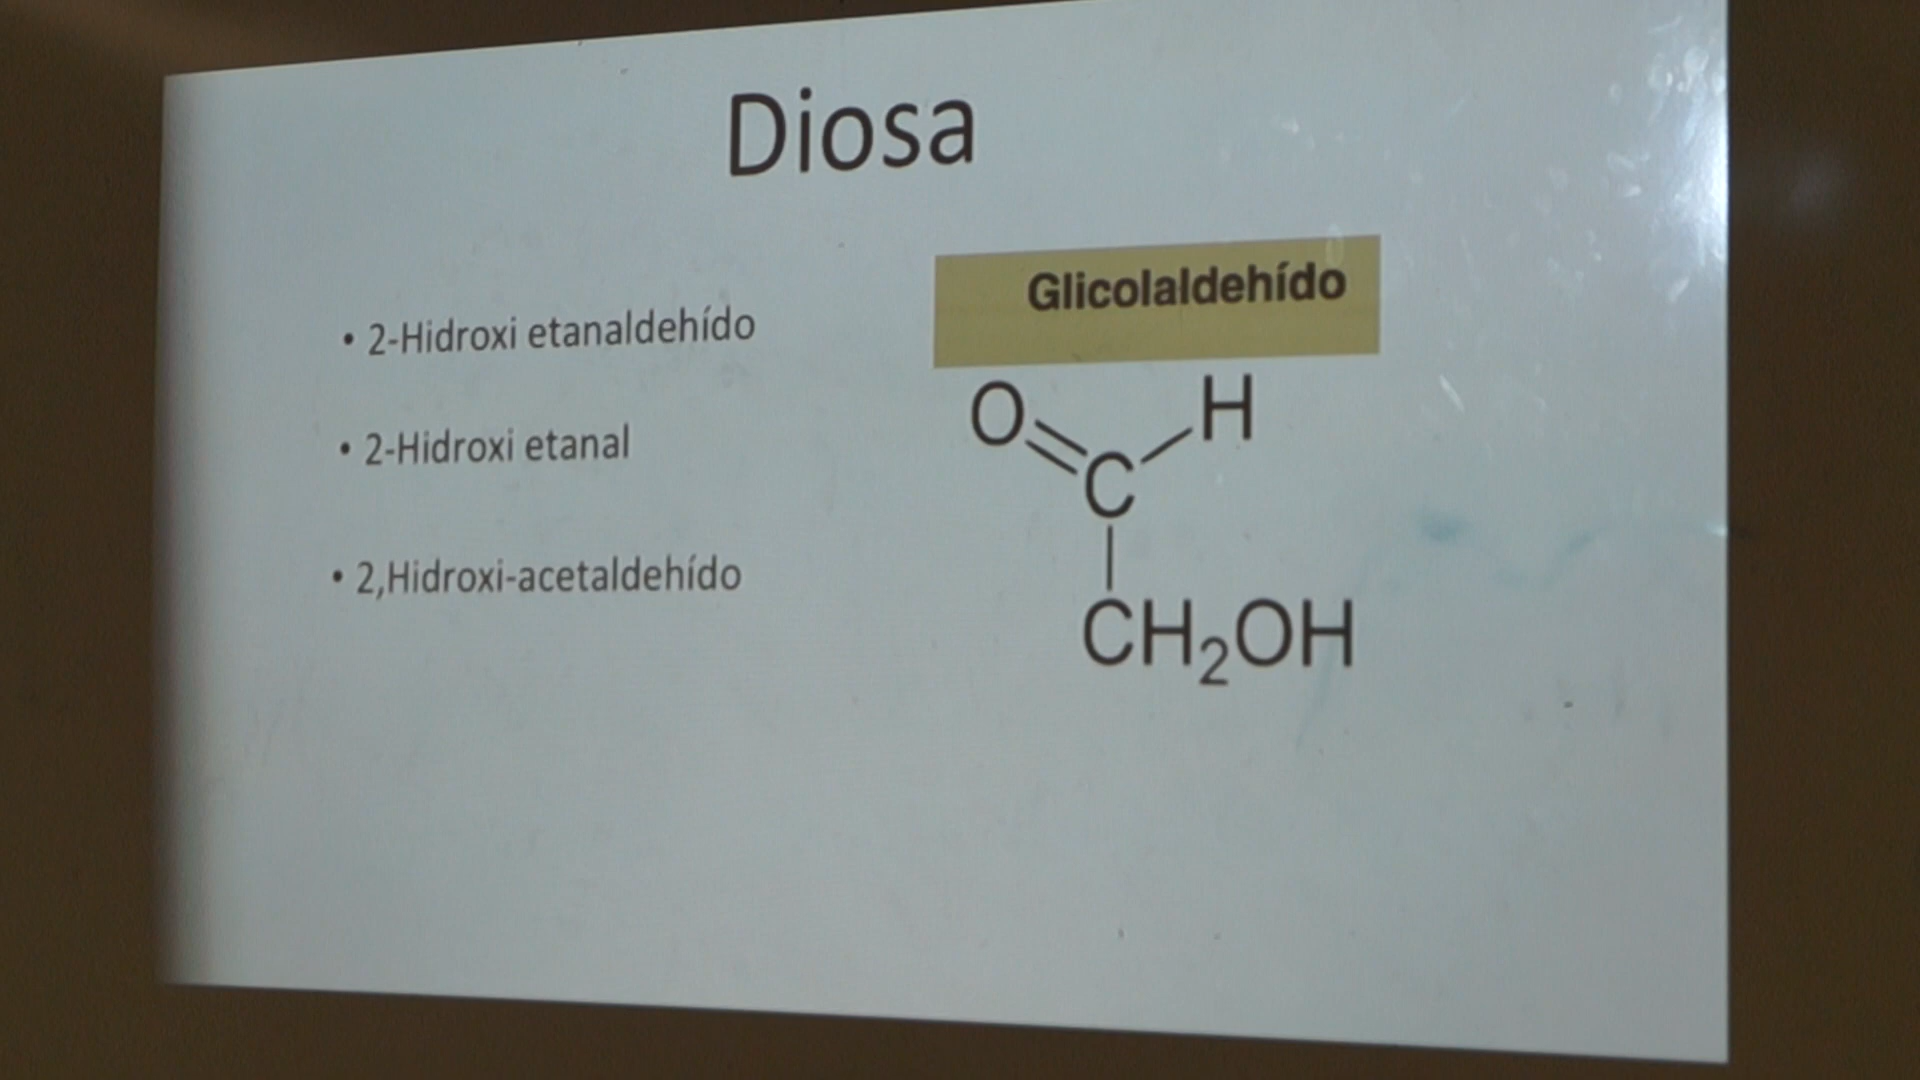 Diosa
• 2-Hidroxi etanaldehído
• 2-Hidroxi etanal
• 2,Hidroxi-acetaldehído
Glicolaldehído
O H
C
CH₂OH